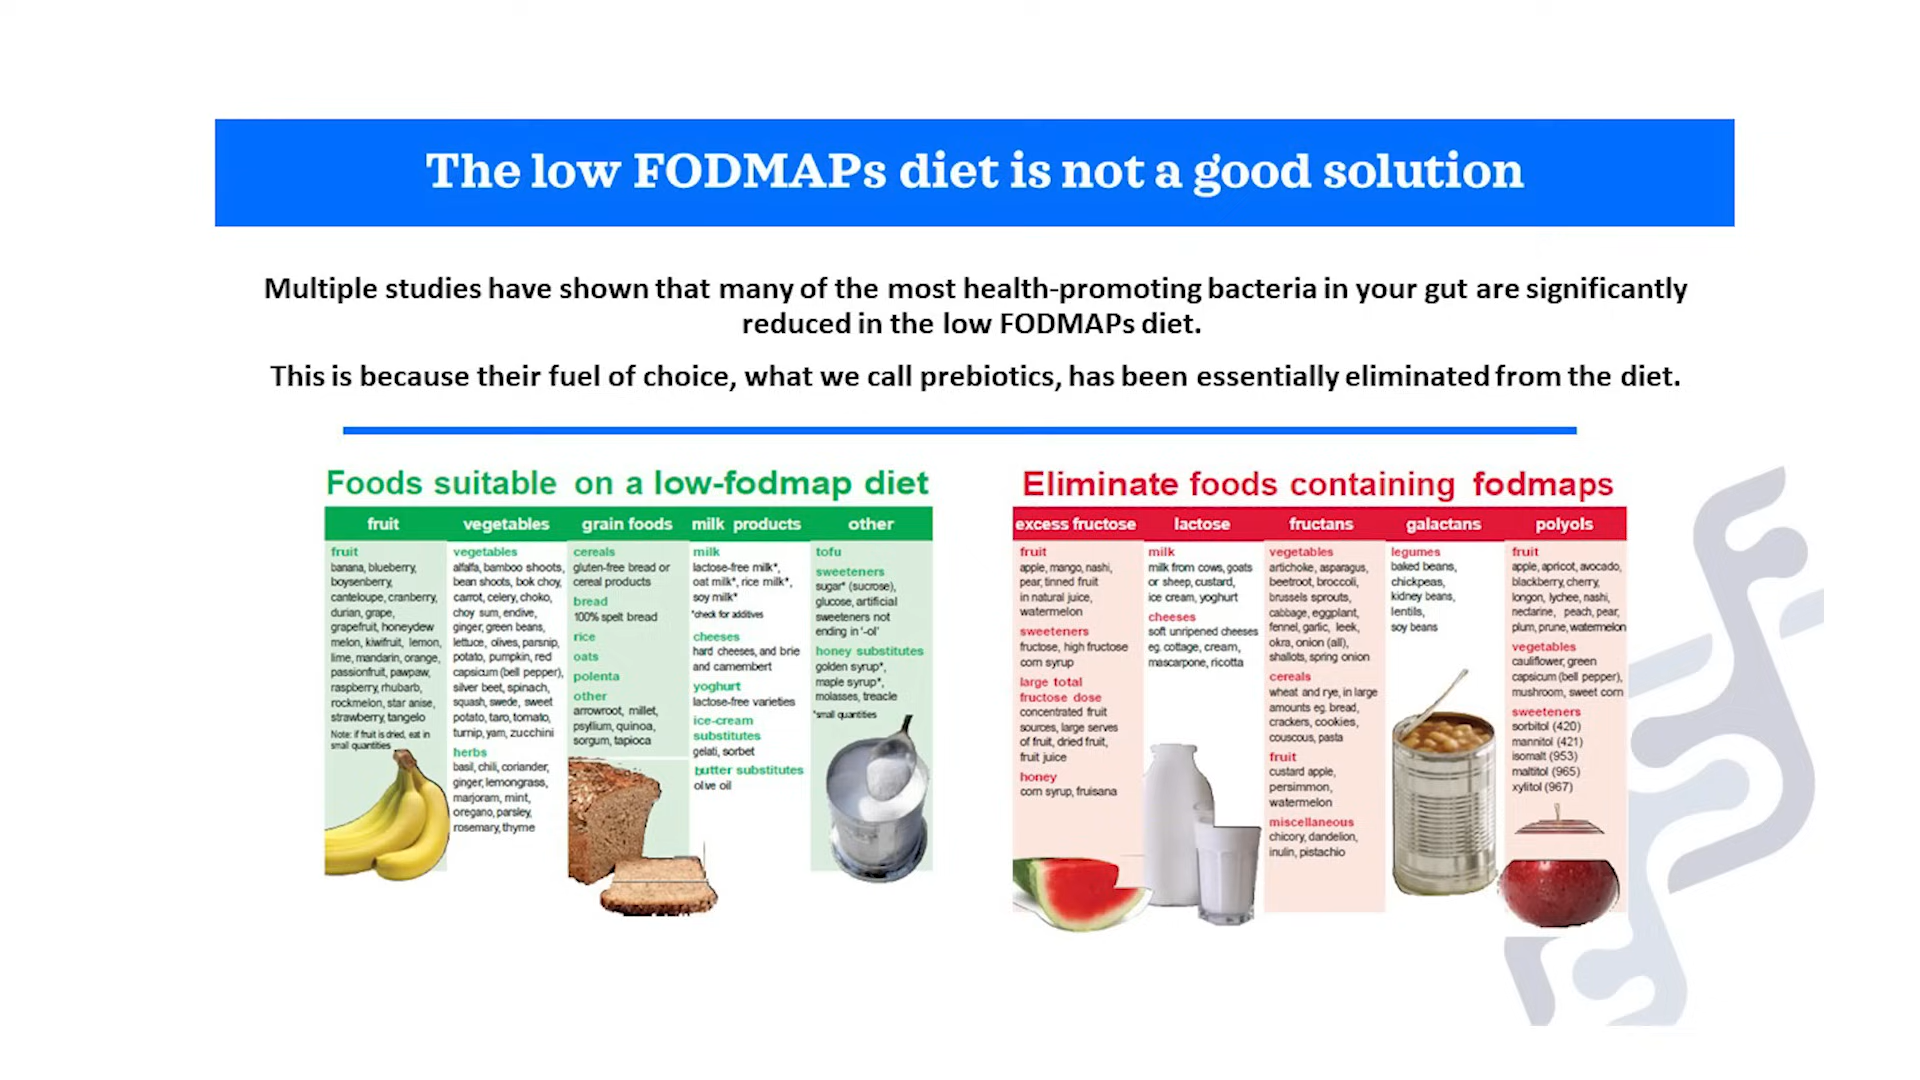 The low FODMAPs diet is not a good solution
Multiple studies have shown that many of the most health-promoting bacteria in your gut are significantly
reduced in the low FODMAPs diet.
This is because their fuel of choice, what we call prebiotics, has been essentially eliminated from the diet.
Foods suitable on a low-fodmap diet
fruit
fruit
banana, blueberry,
boysenberry,
canteloupe, cranberry,
durian, grape,
grapefruit, honeydew
melon, kiwifruit, lemon,
lime, mandarin, orange,
passionfruit, pawpaw,
raspberry, rhubarb,
rockmelon, star anise,
strawberry, tangelo
Note: if fruit is dried, eat in
small quantities
vegetables
vegetables
alfalfa, bamboo shoots,
bean shoots, bok choy,
carrot, celery, choko,
choy sum, endive,
ginger, green beans,
lettuce, olives, parsnip,
potato, pumpkin, red
capsicum (bell pepper),
silver beet, spinach,
squash, swede, sweet
potato, taro, tomato,
turnip, yam, zucchini
herbs
basil, chili, coriander,
ginger, lemongrass,
marjoram, mint,
oregano, parsley,
rosemary, thyme
grain foods
cereals
gluten-free bread or
cereal products
bread
100% spelt bread
rice
oats
polenta
other
arrowroot, millet,
psyllium, quinoa,
sorgum, tapioca
milk products
milk
lactose-free milk*,
oat milk*, rice milk*,
soy milk*
*check for additives
cheeses
hard cheeses, and brie
and camembert
yoghurt
lactose-free varieties
ice-cream
substitutes
gelati, sorbet
butter substitutes
olive oil
other
tofu
sweeteners
sugar* (sucrose),
glucose, artificial
sweeteners not
ending in '-ol'
honey substitutes
golden syrup*,
maple syrup*,
molasses, treacle
*small quantities
Eliminate foods containing fodmaps
excess fructose
fruit
apple, mango, nashi,
pear, tinned fruit
in natural juice,
watermelon
sweeteners
fructose, high fructose
corn syrup
large total
fructose dose
concentrated fruit
sources, large serves
of fruit, dried fruit,
fruit juice
honey
corn syrup, fruisana
lactose
milk
milk from cows, goats
or sheep, custard,
ice cream, yoghurt
cheeses
soft unripened cheeses
eg. cottage, cream,
mascarpone, ricotta
fructans
vegetables
artichoke, asparagus,
beetroot, broccoli,
brussels sprouts,
cabbage, eggplant,
fennel, garlic, leek,
okra, onion (all),
shallots, spring onion
cereals
wheat and rye, in large
amounts eg. bread,
crackers, cookies,
couscous, pasta
fruit
custard apple,
persimmon,
watermelon
miscellaneous
chicory, dandelion,
inulin, pistachio
galactans
legumes
baked beans,
chickpeas,
kidney beans,
lentils,
soy beans
polyols
fruit
apple, apricot, avocado,
blackberry, cherry,
longon, lychee, nashi,
nectarine, peach, pear,
plum, prune, watermelon
vegetables
cauliflower, green
capsicum (bell pepper),
mushroom, sweet corn
sweeteners
sorbitol (420)
mannitol (421)
isomalt (953)
maltitol (965)
xylitol (967)